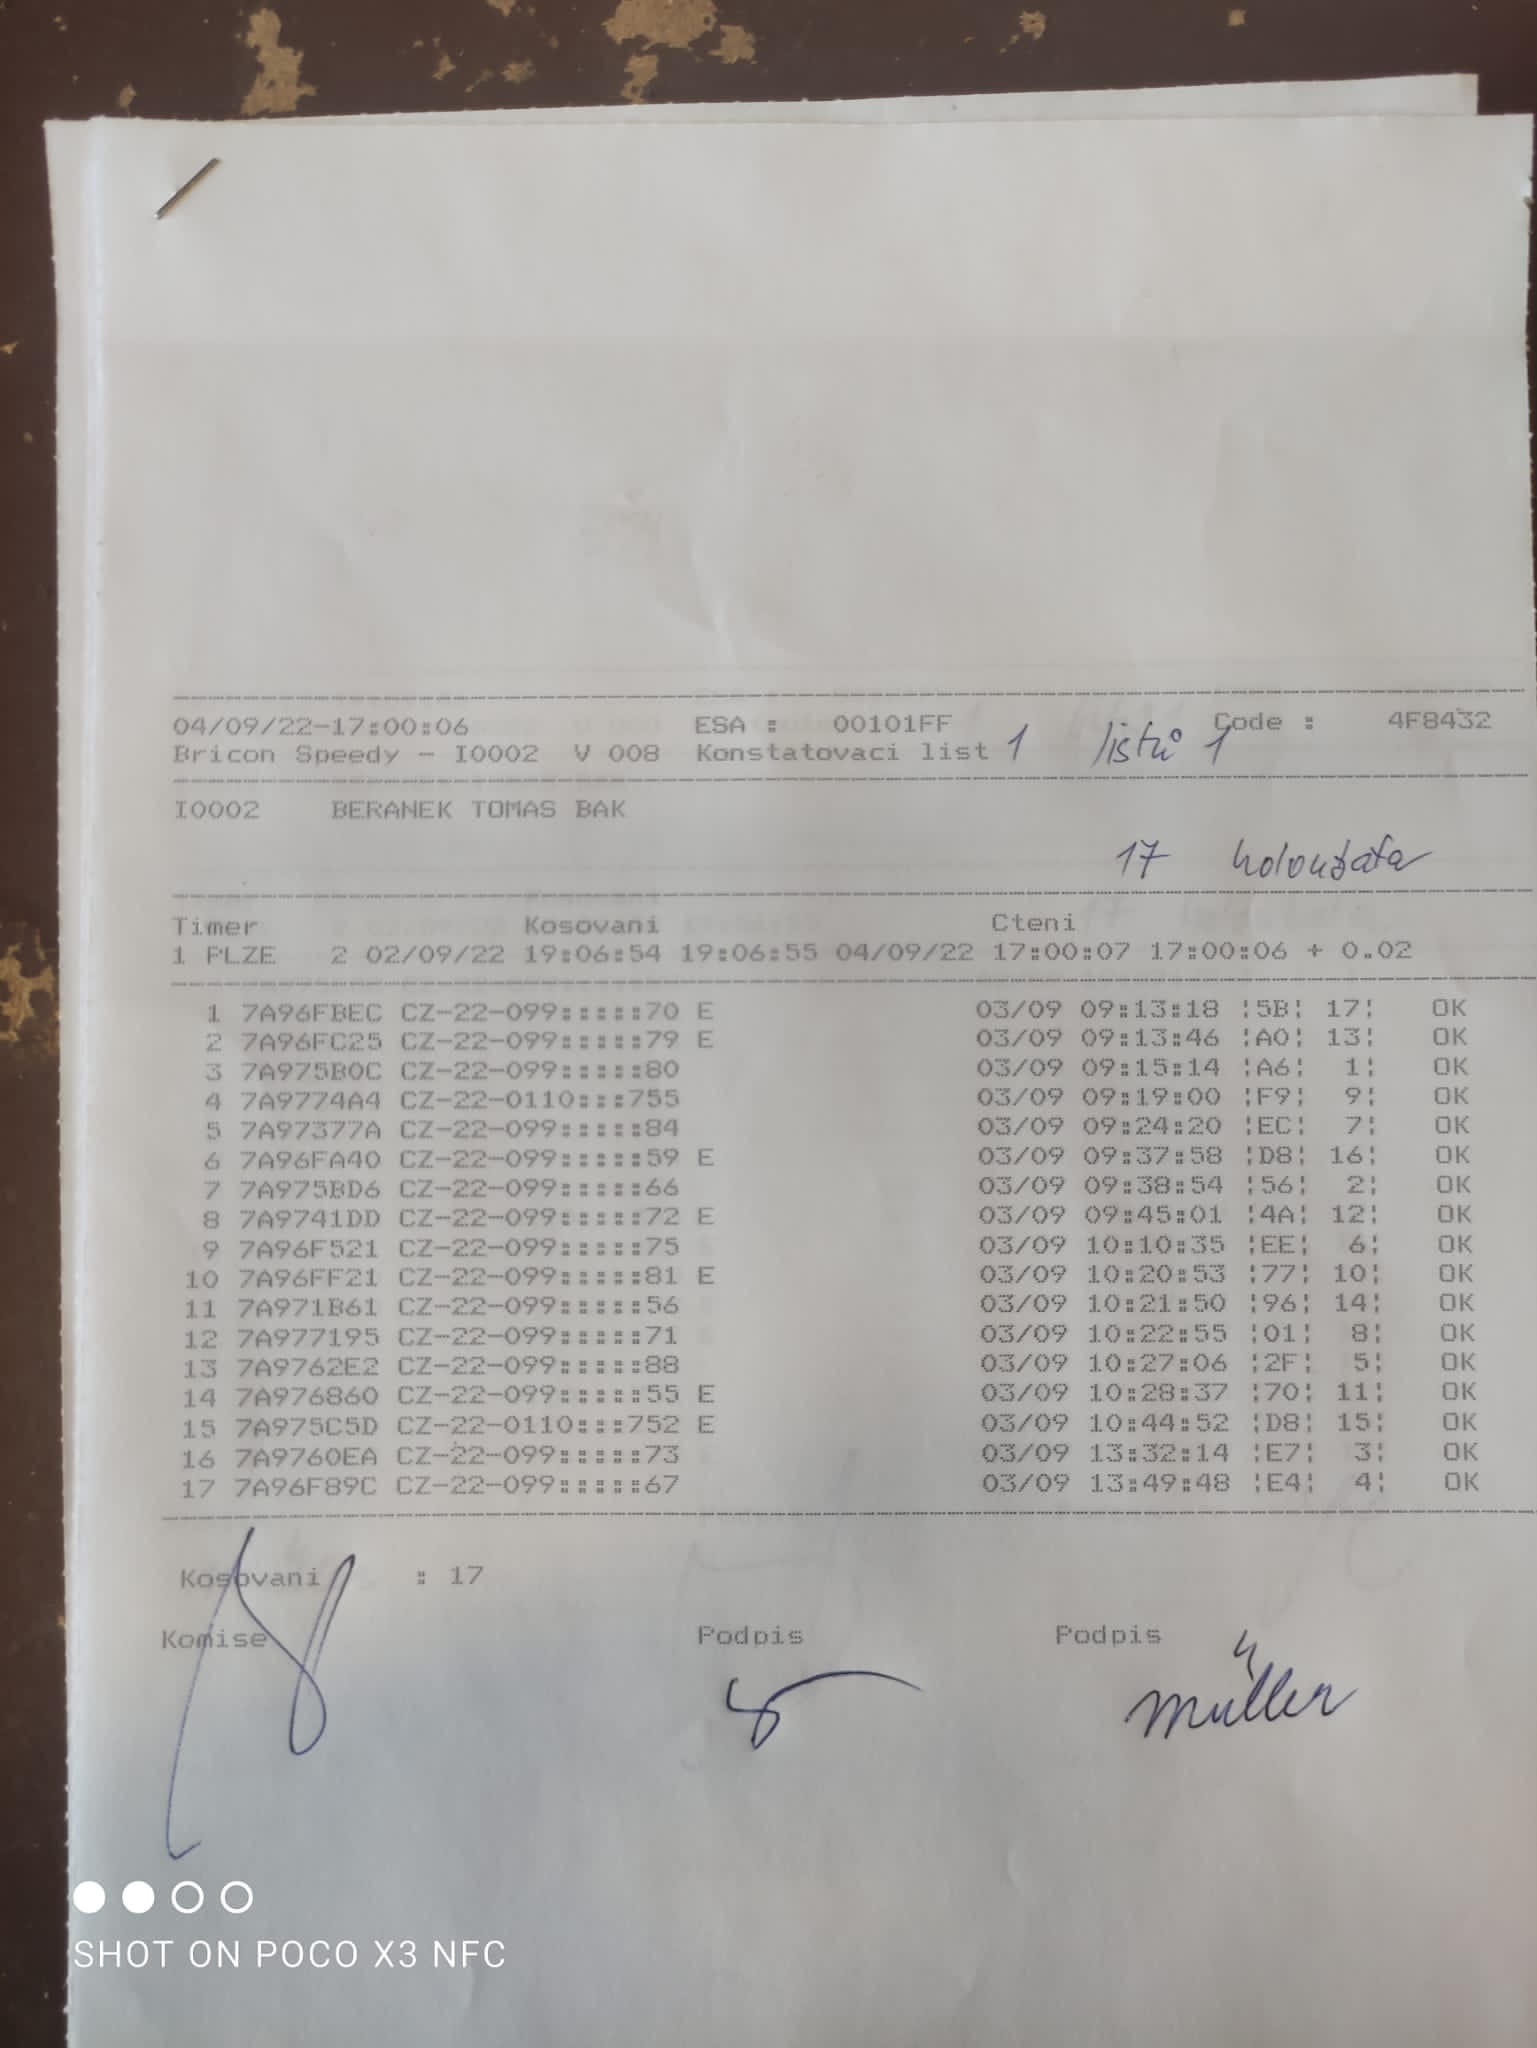 04/09/22-17:00:06 ESA : 00101FF Code : 4F8432
Bricon Speedy - I0002 V 008 Konstatovaci list 1 listů 1
I0002 BERANEK TOMAS BAK
17 holoubata
Timer Kosovani Cteni
1 PLZE 2 02/09/22 19:06:54 19:06:55 04/09/22 17:00:07 17:00:06 + 0.02
1 7A96FBEC CZ-22-099:::::70 E 03/09 09:13:18 ¦5B¦ 17¦ OK
2 7A96FC25 CZ-22-099:::::79 E 03/09 09:13:46 ¦A0¦ 13¦ OK
3 7A975B0C CZ-22-099:::::80 03/09 09:15:14 ¦A6¦ 1¦ OK
4 7A9774A4 CZ-22-0110:::755 03/09 09:19:00 ¦F9¦ 9¦ OK
5 7A97377A CZ-22-099:::::84 03/09 09:24:20 ¦EC¦ 7¦ OK
6 7A96FA40 CZ-22-099:::::59 E 03/09 09:37:58 ¦D8¦ 16¦ OK
7 7A975BD6 CZ-22-099:::::66 03/09 09:38:54 ¦56¦ 2¦ OK
8 7A9741DD CZ-22-099:::::72 E 03/09 09:45:01 ¦4A¦ 12¦ OK
9 7A96F521 CZ-22-099:::::75 03/09 10:10:35 ¦EE¦ 6¦ OK
10 7A96FF21 CZ-22-099:::::81 E 03/09 10:20:53 ¦77¦ 10¦ OK
11 7A971B61 CZ-22-099:::::56 03/09 10:21:50 ¦96¦ 14¦ OK
12 7A977195 CZ-22-099:::::71 03/09 10:22:55 ¦01¦ 8¦ OK
13 7A9762E2 CZ-22-099:::::88 03/09 10:27:06 ¦2F¦ 5¦ OK
14 7A976860 CZ-22-099:::::55 E 03/09 10:28:37 ¦70¦ 11¦ OK
15 7A975C5D CZ-22-0110:::752 E 03/09 10:44:52 ¦D8¦ 15¦ OK
16 7A9760EA CZ-22-099:::::73 03/09 13:32:14 ¦E7¦ 3¦ OK
17 7A96F89C CZ-22-099:::::67 03/09 13:49:48 ¦E4¦ 4¦ OK
Kosovani : 17
Komise Podpis Podpis
Müller
SHOT ON POCO X3 NFC